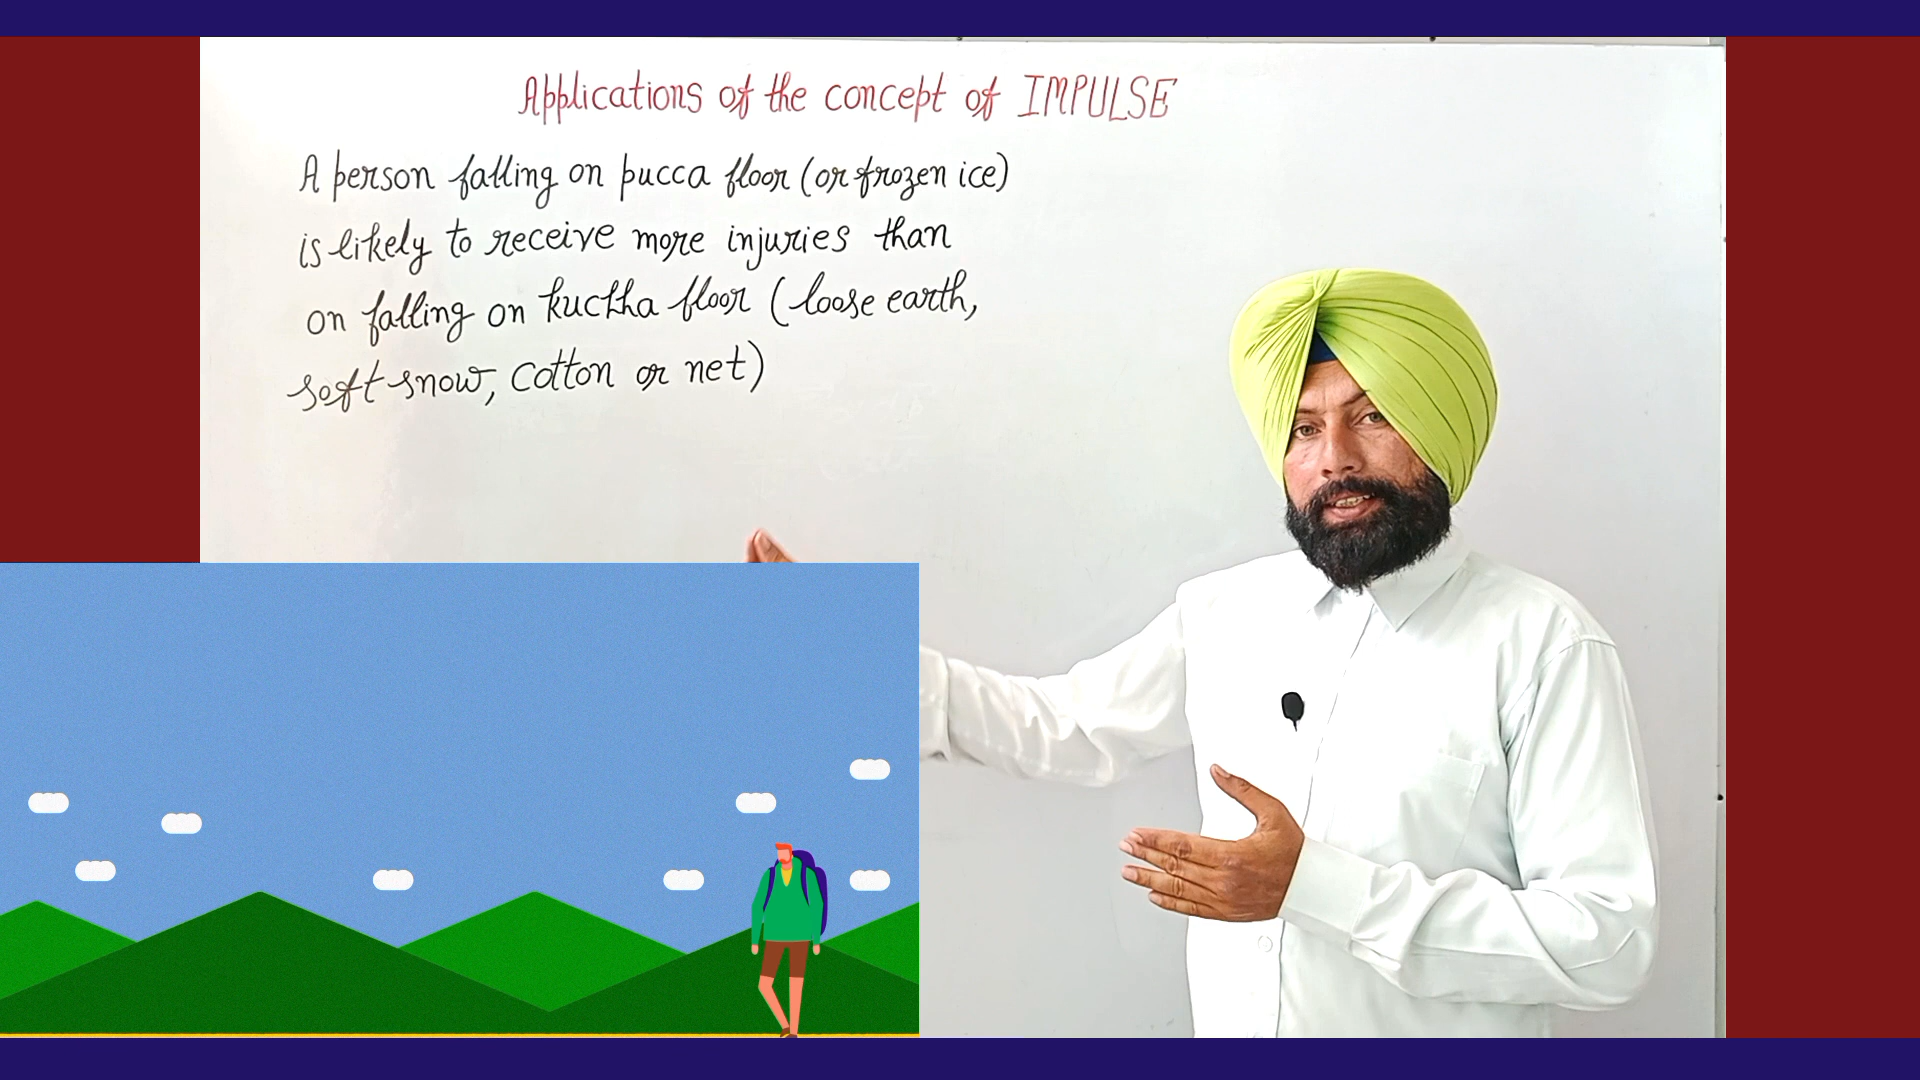 Applications of the concept of IMPULSE
A person falling on pucca floor (or frozen ice)
is likely to receive more injuries than
on falling on kuchha floor (loose earth,
soft snow, cotton or net)